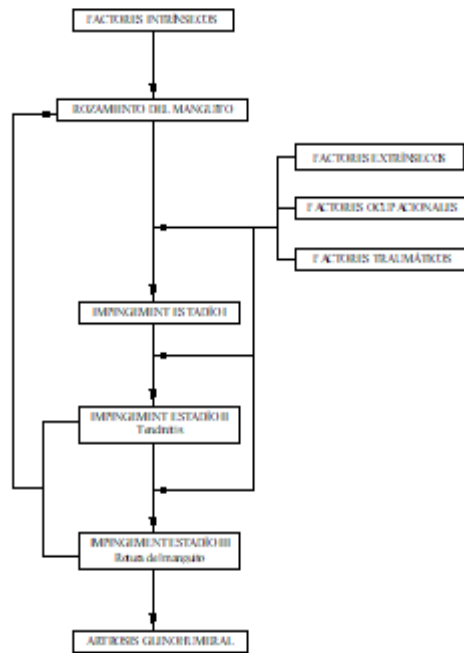 FACTORES INTRÍNSECOS
ROZAMIENTO DEL MANGUITO
FACTORES EXTRÍNSECOS
FACTORES OCUPACIONALES
FACTORES TRAUMÁTICOS
IMPINGEMENT ESTADÍO I
IMPINGEMENT ESTADÍO II
Tendinitis
IMPINGEMENT ESTADÍO III
Rotura del manguito
ARTROSIS GLENOHUMERAL